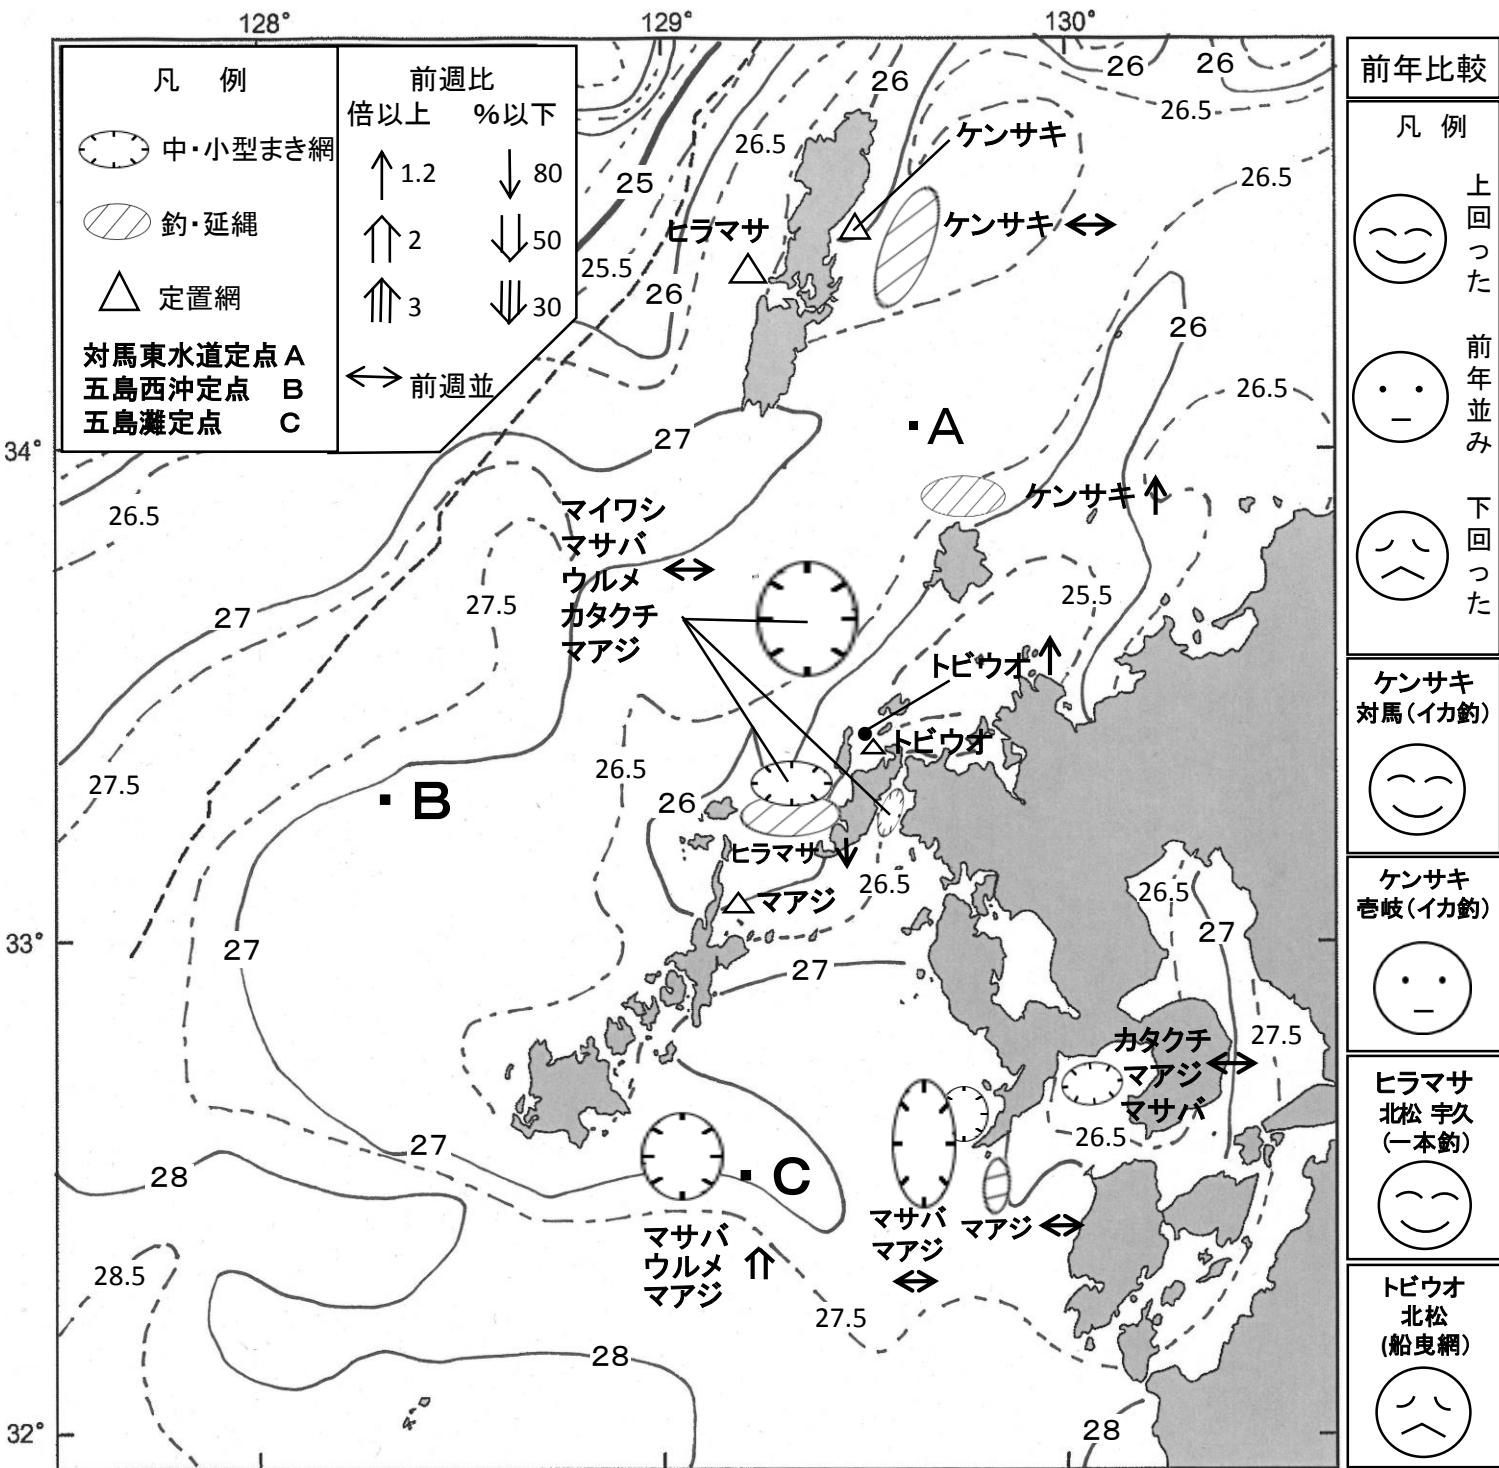 128°
129°
130°
凡 例
中・小型まき網
釣・延縄
定置網
対馬東水道定点 A
五島西沖定点 B
五島灘定点 C
前週比
倍以上 %以下
↑ 1.2 ↓ 80
2 50
3 30
↔ 前週並
前年比較
凡 例
上回った
前年並み
下回った
ケンサキ
対馬(イカ釣)
ケンサキ
壱岐(イカ釣)
ヒラマサ
北松 宇久
(一本釣)
トビウオ
北松
(船曳網)
26
26
26
26.5
26.5
26.5
25
25.5
26
ケンサキ
ケンサキ ↔
ヒラマサ
26
26.5
34°
27
A
26.5
ケンサキ ↑
マイワシ
マサバ
ウルメ ↔
カタクチ
マアジ
27
27.5
25.5
トビウオ ↑
トビウオ
27.5
26.5
B
26
ヒラマサ ↓
26.5
マアジ
26.5
33°
27
27
27
カタクチ
マアジ ↔
マサバ
27.5
26.5
27
28
C
マサバ
ウルメ
マアジ
マサバ
マアジ
↔
マアジ ↔
28.5
27.5
28
32°
28